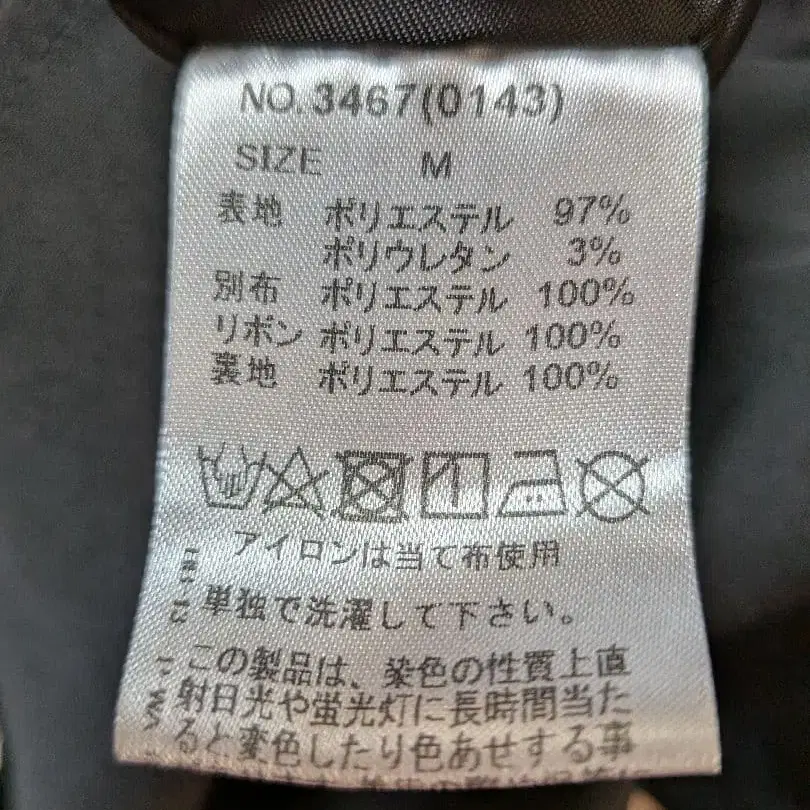 NO. 3467(0143)
SIZE M
表地 ポリエステル 97%
ポリウレタン 3%
別布 ポリエステル 100%
リボン ポリエステル 100%
裏地 ポリエステル 100%
アイロンは当て布使用
単独で洗濯して下さい。
この製品は、染色の性質上直
射日光や蛍光灯に長時間当た
ると変色したり色あせする事